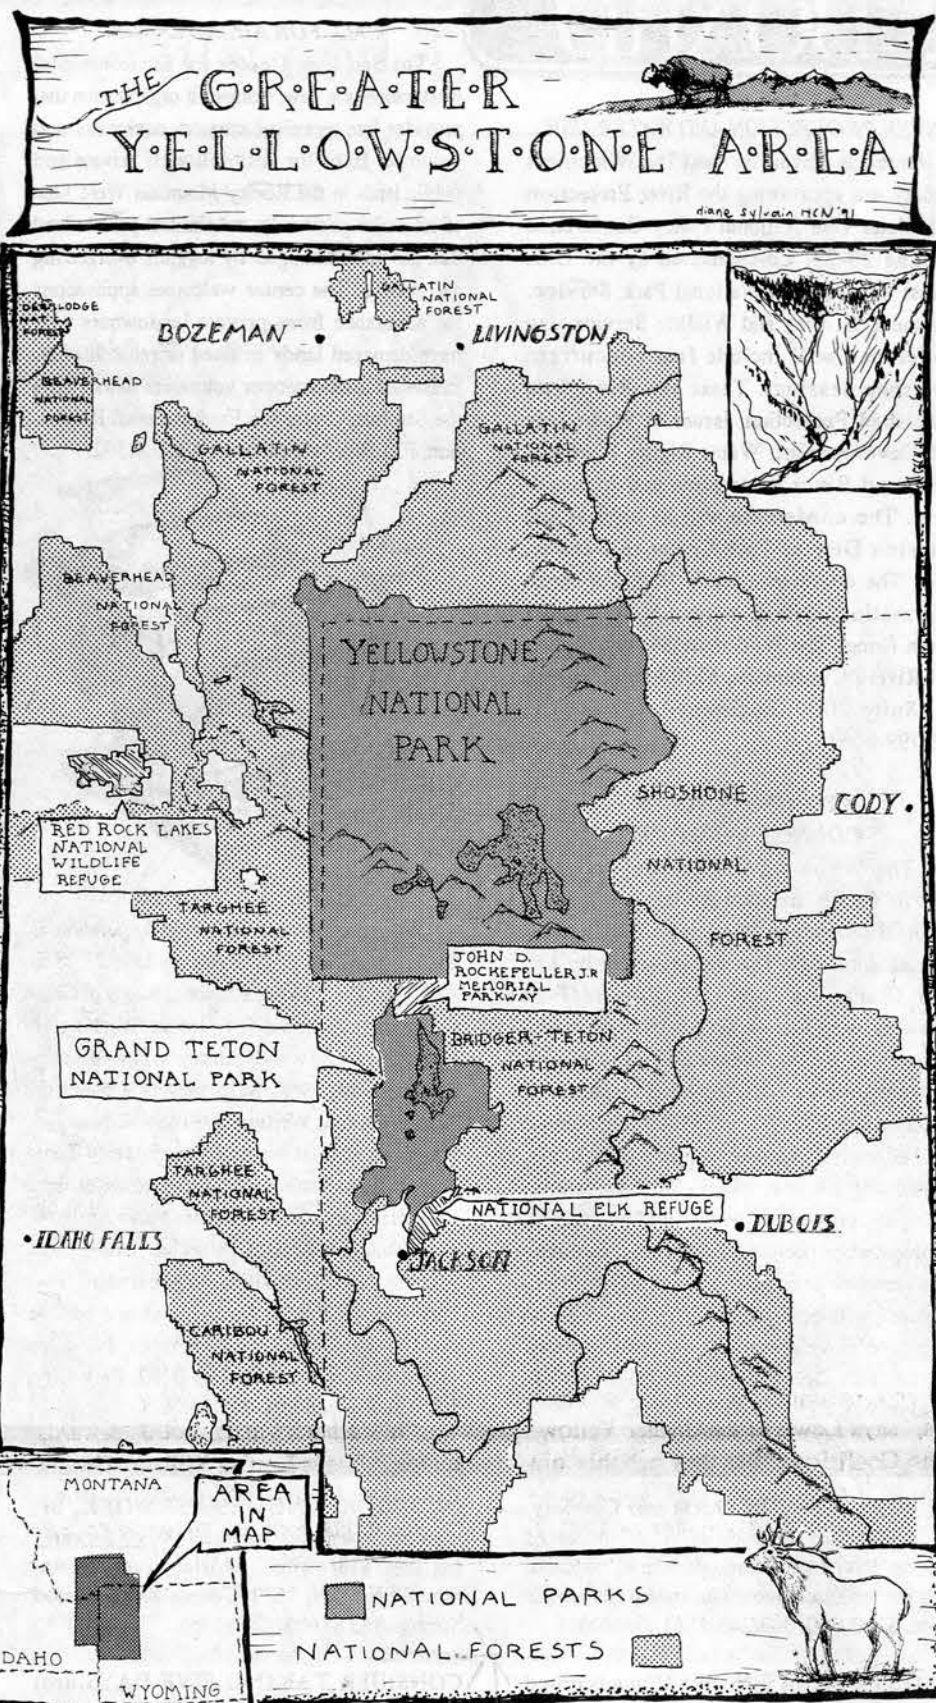 THE
G·R·E·A·T·E·R
Y·E·L·L·O·W·S·T·O·N·E A·R·E·A
diane sylvain HCN '91
DEERLODGE
NATIONAL
FOREST
BEAVERHEAD
NATIONAL
FOREST
BOZEMAN
GALLATIN
NATIONAL
FOREST
LIVINGSTON
GALLATIN
NATIONAL
FOREST
GALLATIN
NATIONAL
FOREST
BEAVERHEAD
NATIONAL
FOREST
YELLOWSTONE
NATIONAL
PARK
SHOSHONE
NATIONAL
FOREST
CODY
RED ROCK LAKES
NATIONAL
WILDLIFE
REFUGE
TARGHEE
NATIONAL
FOREST
JOHN D.
ROCKEFELLER JR
MEMORIAL
PARKWAY
GRAND TETON
NATIONAL PARK
BRIDGER-TETON
NATIONAL
FOREST
TARGHEE
NATIONAL
FOREST
NATIONAL ELK REFUGE
DUBOIS
IDAHO FALLS
JACKSON
CARIBOU
NATIONAL
FOREST
MONTANA
AREA
IN
MAP
DAHO
WYOMING
NATIONAL PARKS
NATIONAL FORESTS